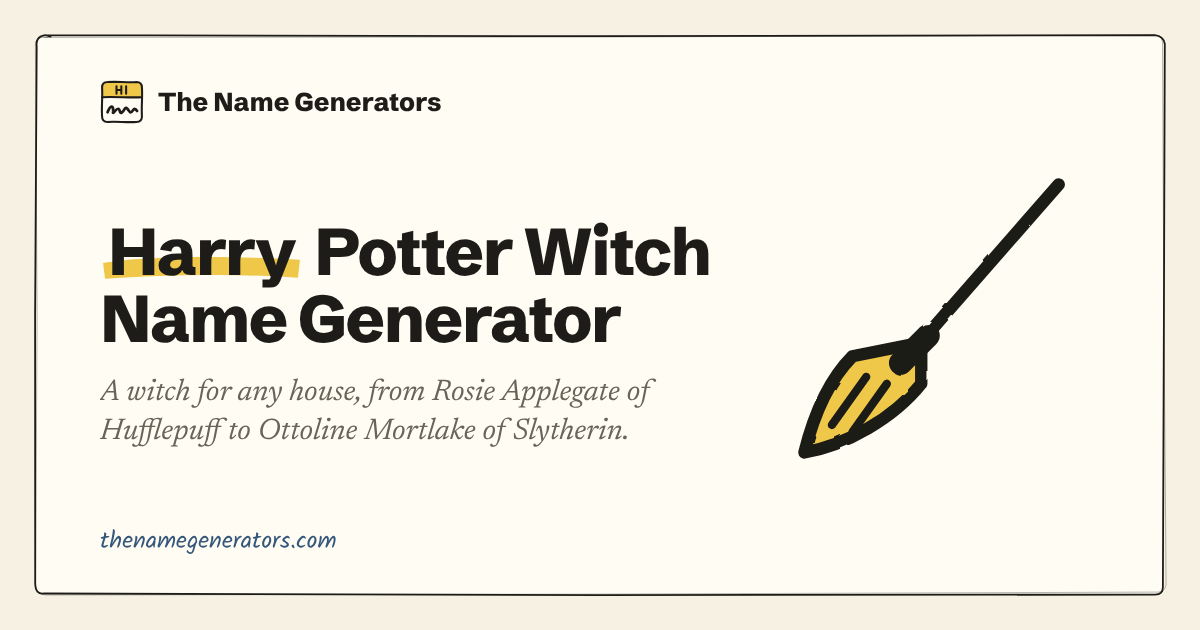 HI
The Name Generators
Harry Potter Witch
Name Generator
A witch for any house, from Rosie Applegate of
Hufflepuff to Ottoline Mortlake of Slytherin.
thenamegenerators.com